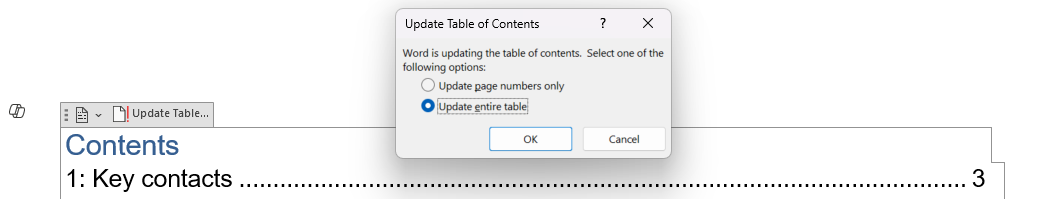 Update Table of Contents ?
Word is updating the table of contents. Select one of the
following options:
Update page numbers only
Update entire table
OK Cancel
Update Table...
Contents
1: Key contacts ........................................................................................... 3